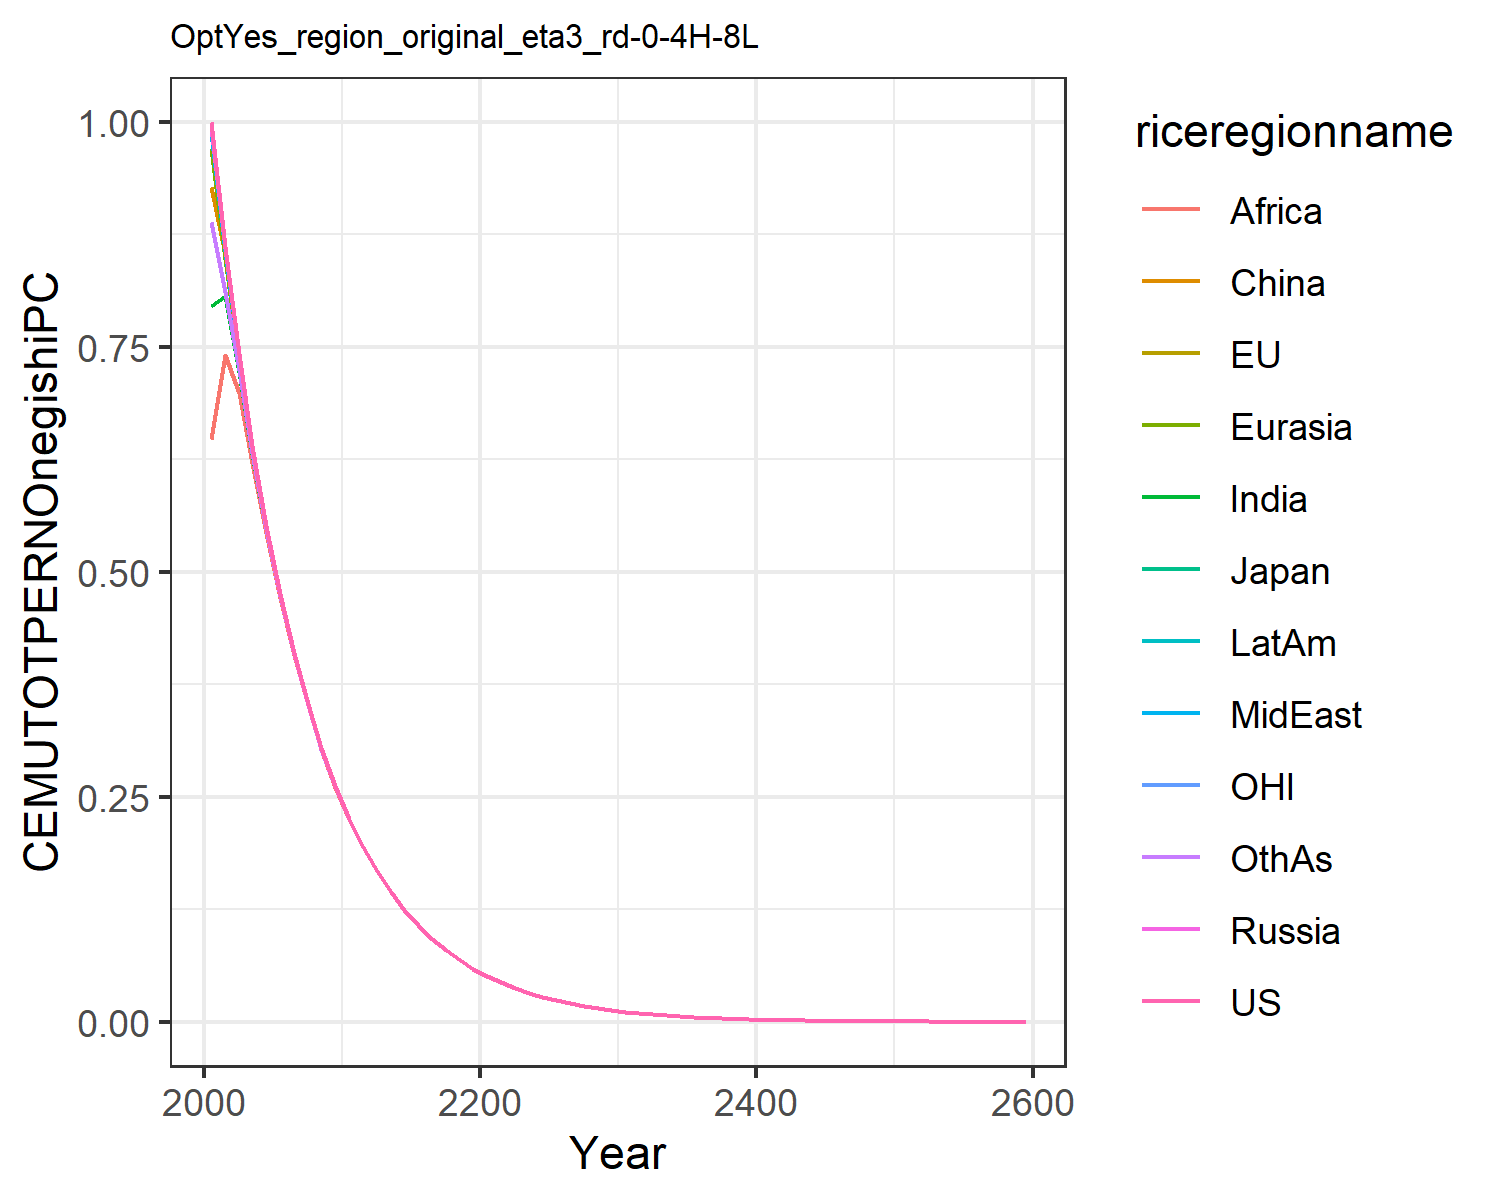 OptYes_region_original_eta3_rd-0-4H-8L
CEMUTOTPERNOnegishiPC
1.00
0.75
0.50
0.25
0.00
2000 2200 2400 2600
Year
riceregionname
Africa
China
EU
Eurasia
India
Japan
LatAm
MidEast
OHI
OthAs
Russia
US